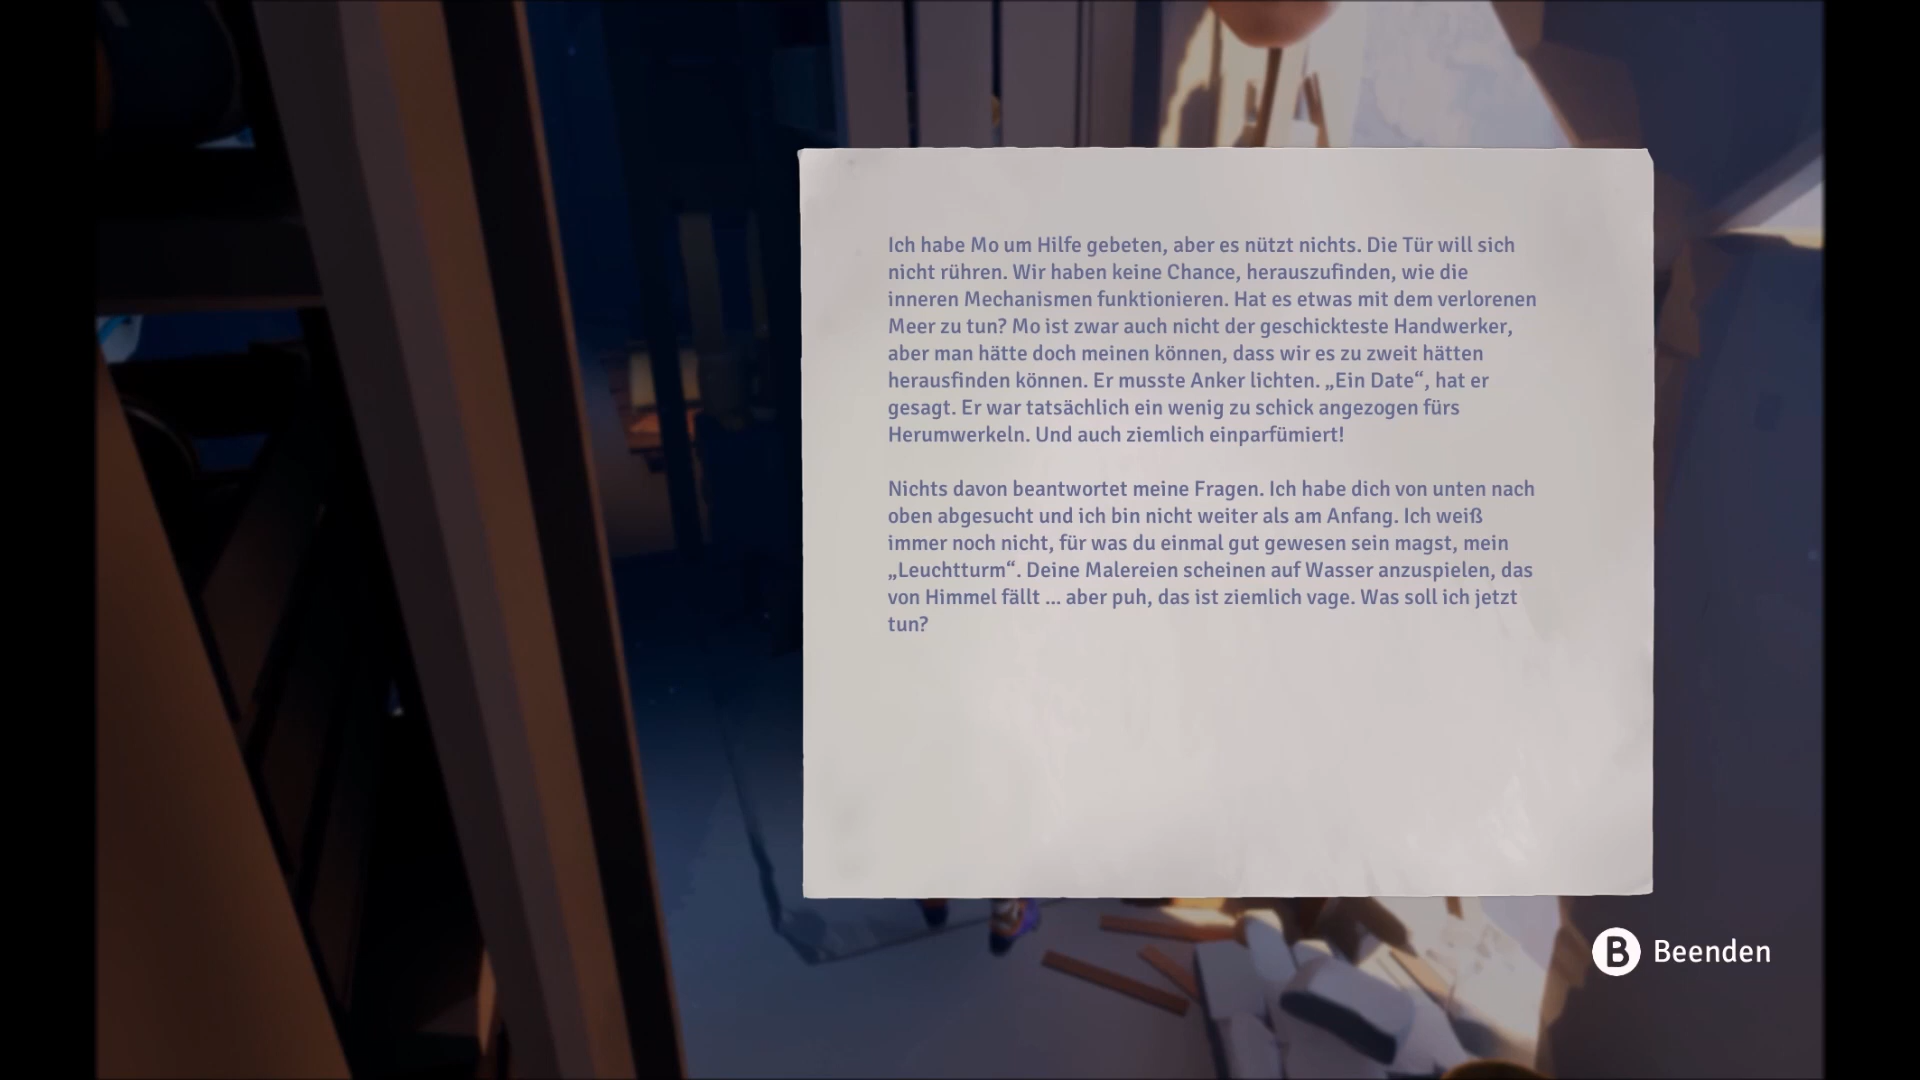 Ich habe Mo um Hilfe gebeten, aber es nützt nichts. Die Tür will sich
nicht rühren. Wir haben keine Chance, herauszufinden, wie die
inneren Mechanismen funktionieren. Hat es etwas mit dem verlorenen
Meer zu tun? Mo ist zwar auch nicht der geschickteste Handwerker,
aber man hätte doch meinen können, dass wir es zu zweit hätten
herausfinden können. Er musste Anker lichten. „Ein Date“, hat er
gesagt. Er war tatsächlich ein wenig zu schick angezogen fürs
Herumwerkeln. Und auch ziemlich einparfümiert!
Nichts davon beantwortet meine Fragen. Ich habe dich von unten nach
oben abgesucht und ich bin nicht weiter als am Anfang. Ich weiß
immer noch nicht, für was du einmal gut gewesen sein magst, mein
„Leuchtturm“. Deine Malereien scheinen auf Wasser anzuspielen, das
von Himmel fällt ... aber puh, das ist ziemlich vage. Was soll ich jetzt
tun?
B Beenden